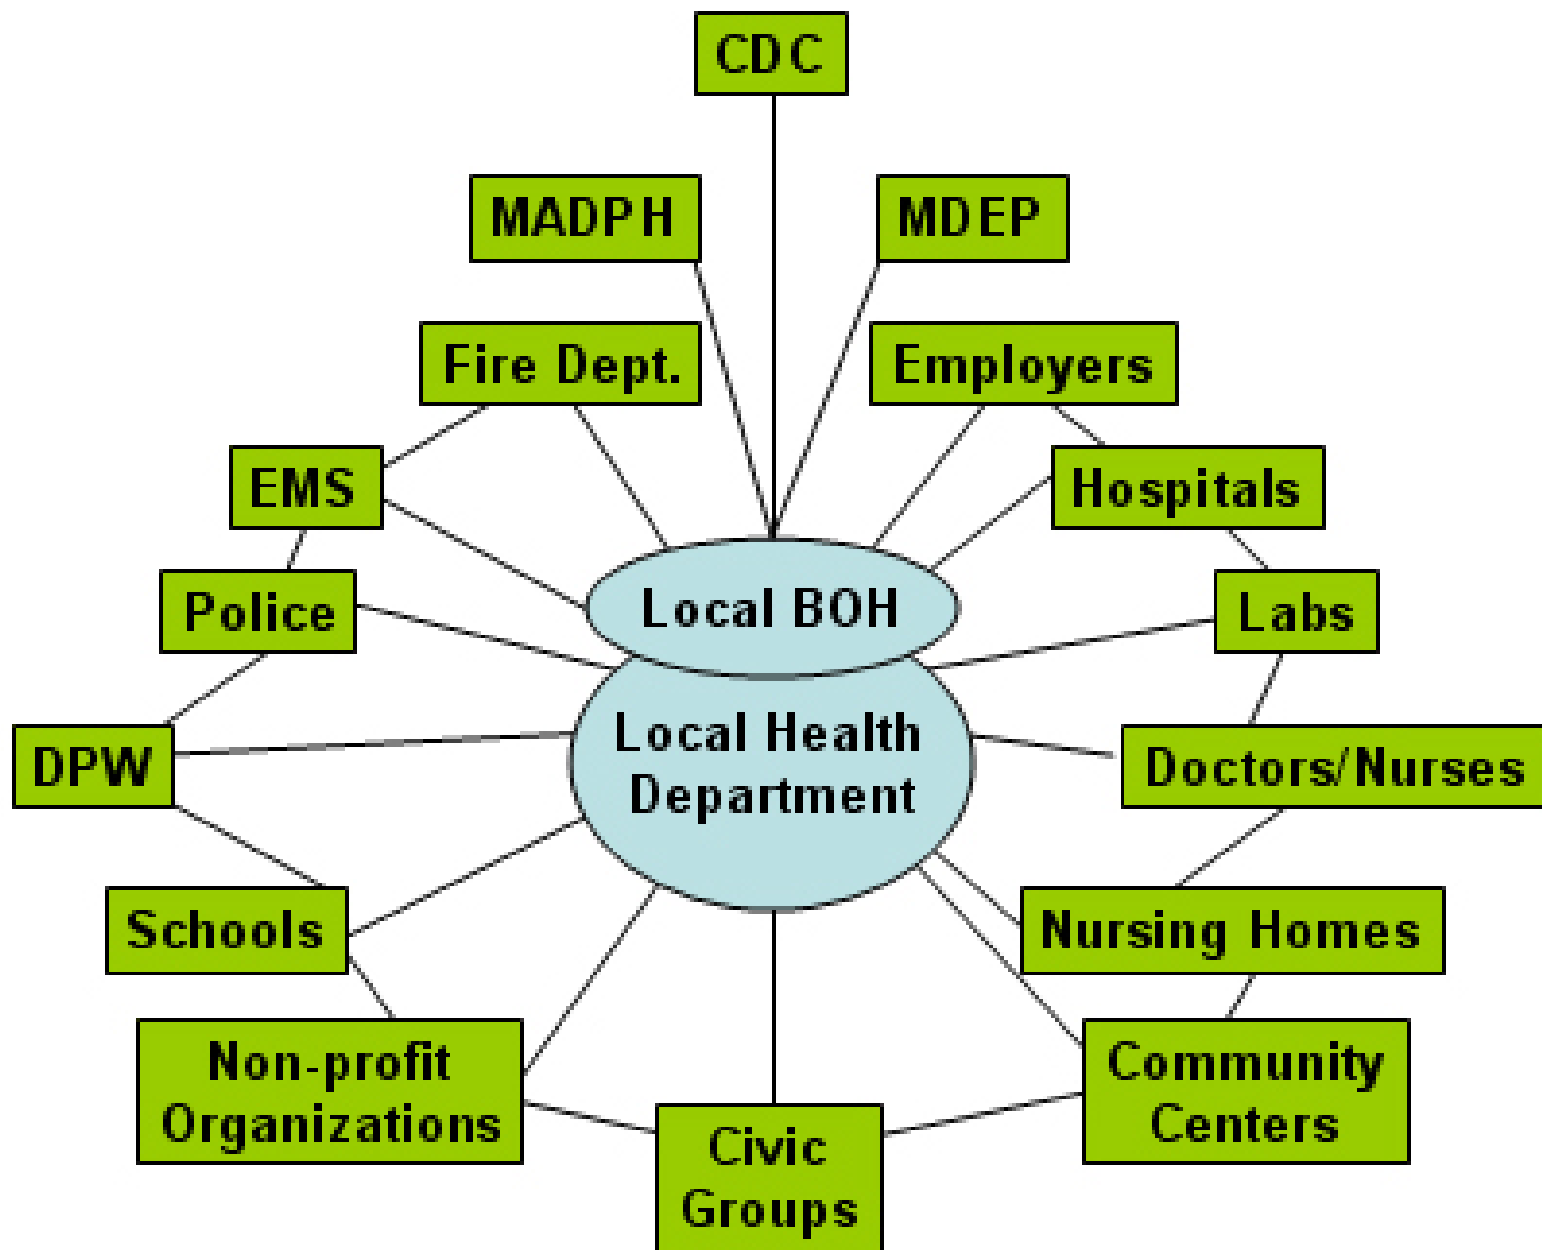 CDC
MADPH
MDEP
Fire Dept.
Employers
EMS
Hospitals
Police
Local BOH
Labs
DPW
Local Health
Department
Doctors/Nurses
Schools
Nursing Homes
Non-profit
Organizations
Community
Centers
Civic
Groups